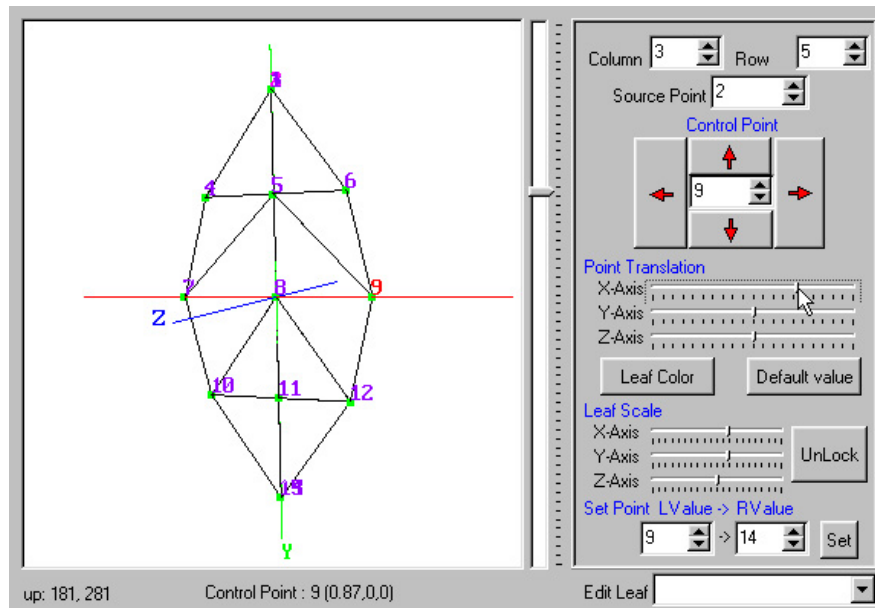 4
5
6
7
8
9
Z
10
11
12
Y
Column 3 Row 5
Source Point 2
Control Point
9
Point Translation
X-Axis
Y-Axis
Z-Axis
Leaf Color Default value
Leaf Scale
X-Axis
Y-Axis
Z-Axis
UnLock
Set Point LValue -> RValue
9 -> 14 Set
up: 181, 281 Control Point : 9 (0.87,0,0) Edit Leaf